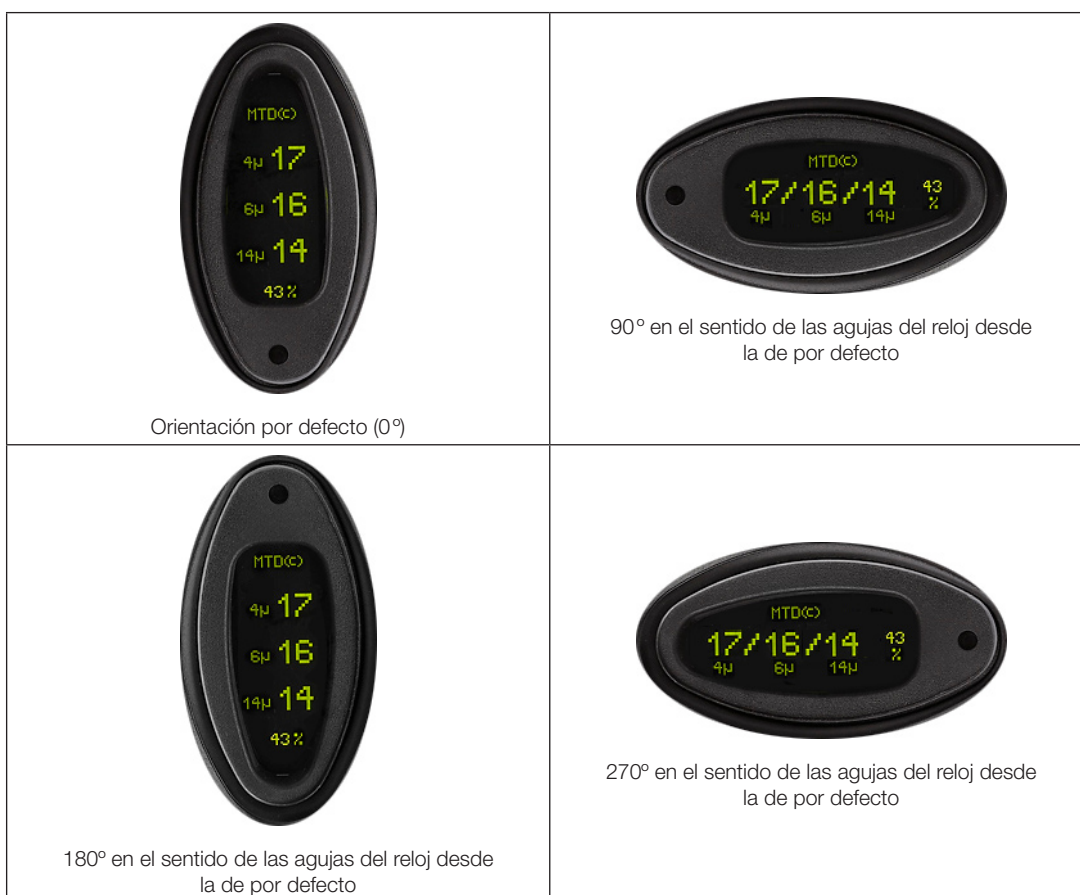 MTD(c)
4µ 17
6µ 16
14µ 14
43%
Orientación por defecto (0º)
MTD(c)
17/16/14 43 %
4µ 6µ 14µ
90º en el sentido de las agujas del reloj desde
la de por defecto
MTD(c)
4µ 17
6µ 16
14µ 14
43%
180º en el sentido de las agujas del reloj desde
la de por defecto
MTD(c)
17/16/14 43 %
4µ 6µ 14µ
270º en el sentido de las agujas del reloj desde
la de por defecto